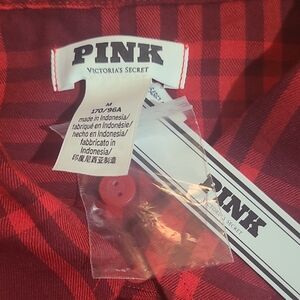 PINK
VICTORIA'S SECRET
M
170/96A
made in Indonesia/
fabriqué en Indonésie/
hecho en Indonesia/
fabbricato in
Indonesia/
印度尼西亚制造
PINK
VICTORIA'S SECRET